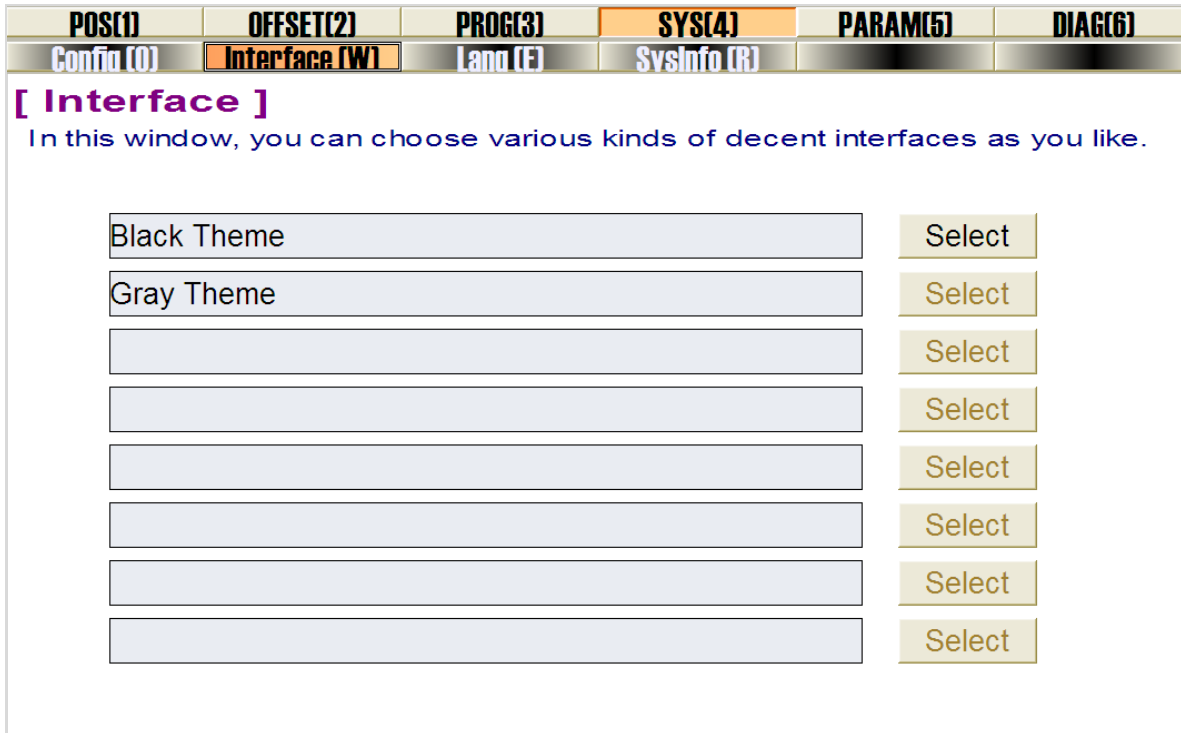 POS(1) OFFSET(2) PROG(3) SYS(4) PARAM(5) DIAG(6)
Config (Q) Interface (W) Lang (E) SysInfo (R)
[ Interface ]
In this window, you can choose various kinds of decent interfaces as you like.
Black Theme Select
Gray Theme Select
Select
Select
Select
Select
Select
Select